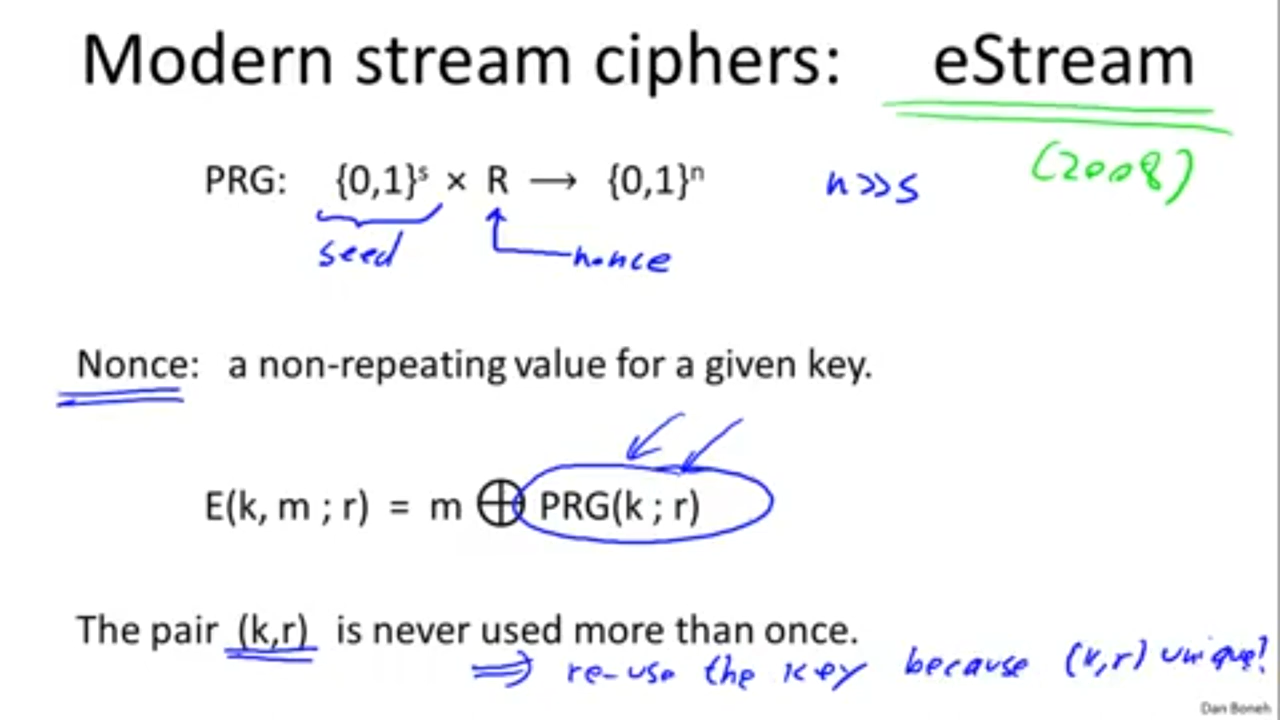 Modern stream ciphers: eStream
(2008)
PRG: {0,1}ˢ × R ⟶ {0,1}ⁿ n>>s
seed
nonce
Nonce: a non-repeating value for a given key.
E(k, m ; r) = m ⊕ PRG(k ; r)
The pair (k,r) is never used more than once.
⇒ re-use the key because (k,r) unique!
Dan Boneh